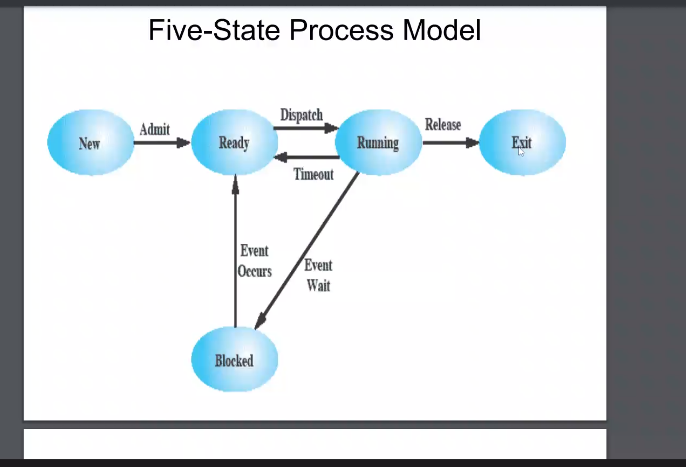 Five-State Process Model
Dispatch
Admit
Release
New
Ready
Running
Exit
Timeout
Event
Occurs
Event
Wait
Blocked